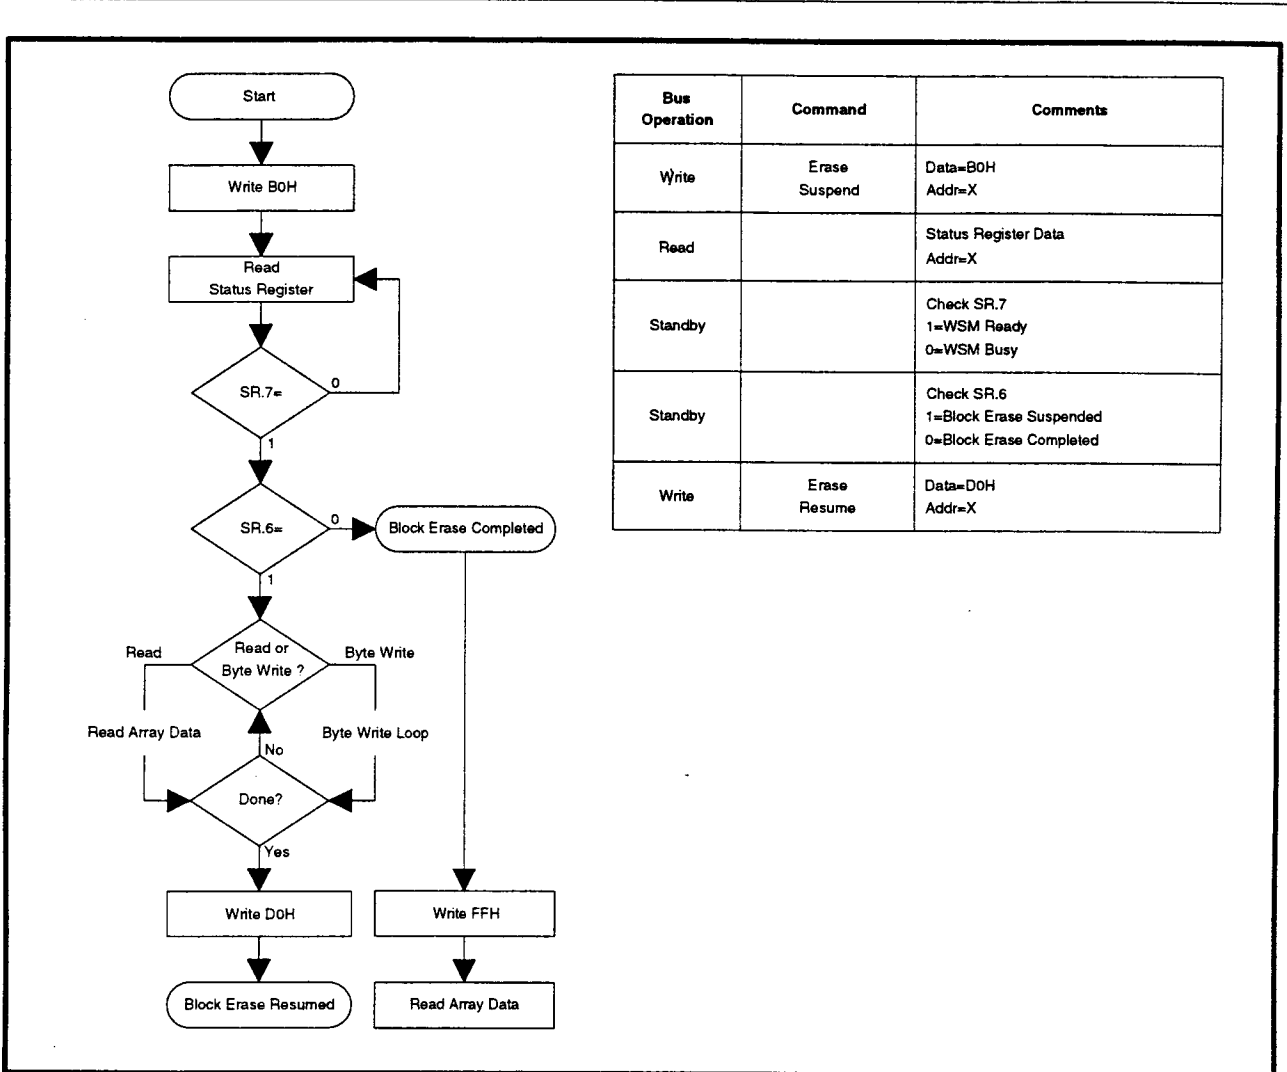 Start
Write B0H
Read
Status Register
SR.7=
0
1
SR.6=
0
Block Erase Completed
1
Read
Read or
Byte Write ?
Byte Write
Read Array Data
Byte Write Loop
No
Done?
Yes
Write D0H
Write FFH
Block Erase Resumed
Read Array Data
Bus
Operation
Command
Comments
Write
Erase
Suspend
Data=B0H
Addr=X
Read
Status Register Data
Addr=X
Standby
Check SR.7
1=WSM Ready
0=WSM Busy
Standby
Check SR.6
1=Block Erase Suspended
0=Block Erase Completed
Write
Erase
Resume
Data=D0H
Addr=X